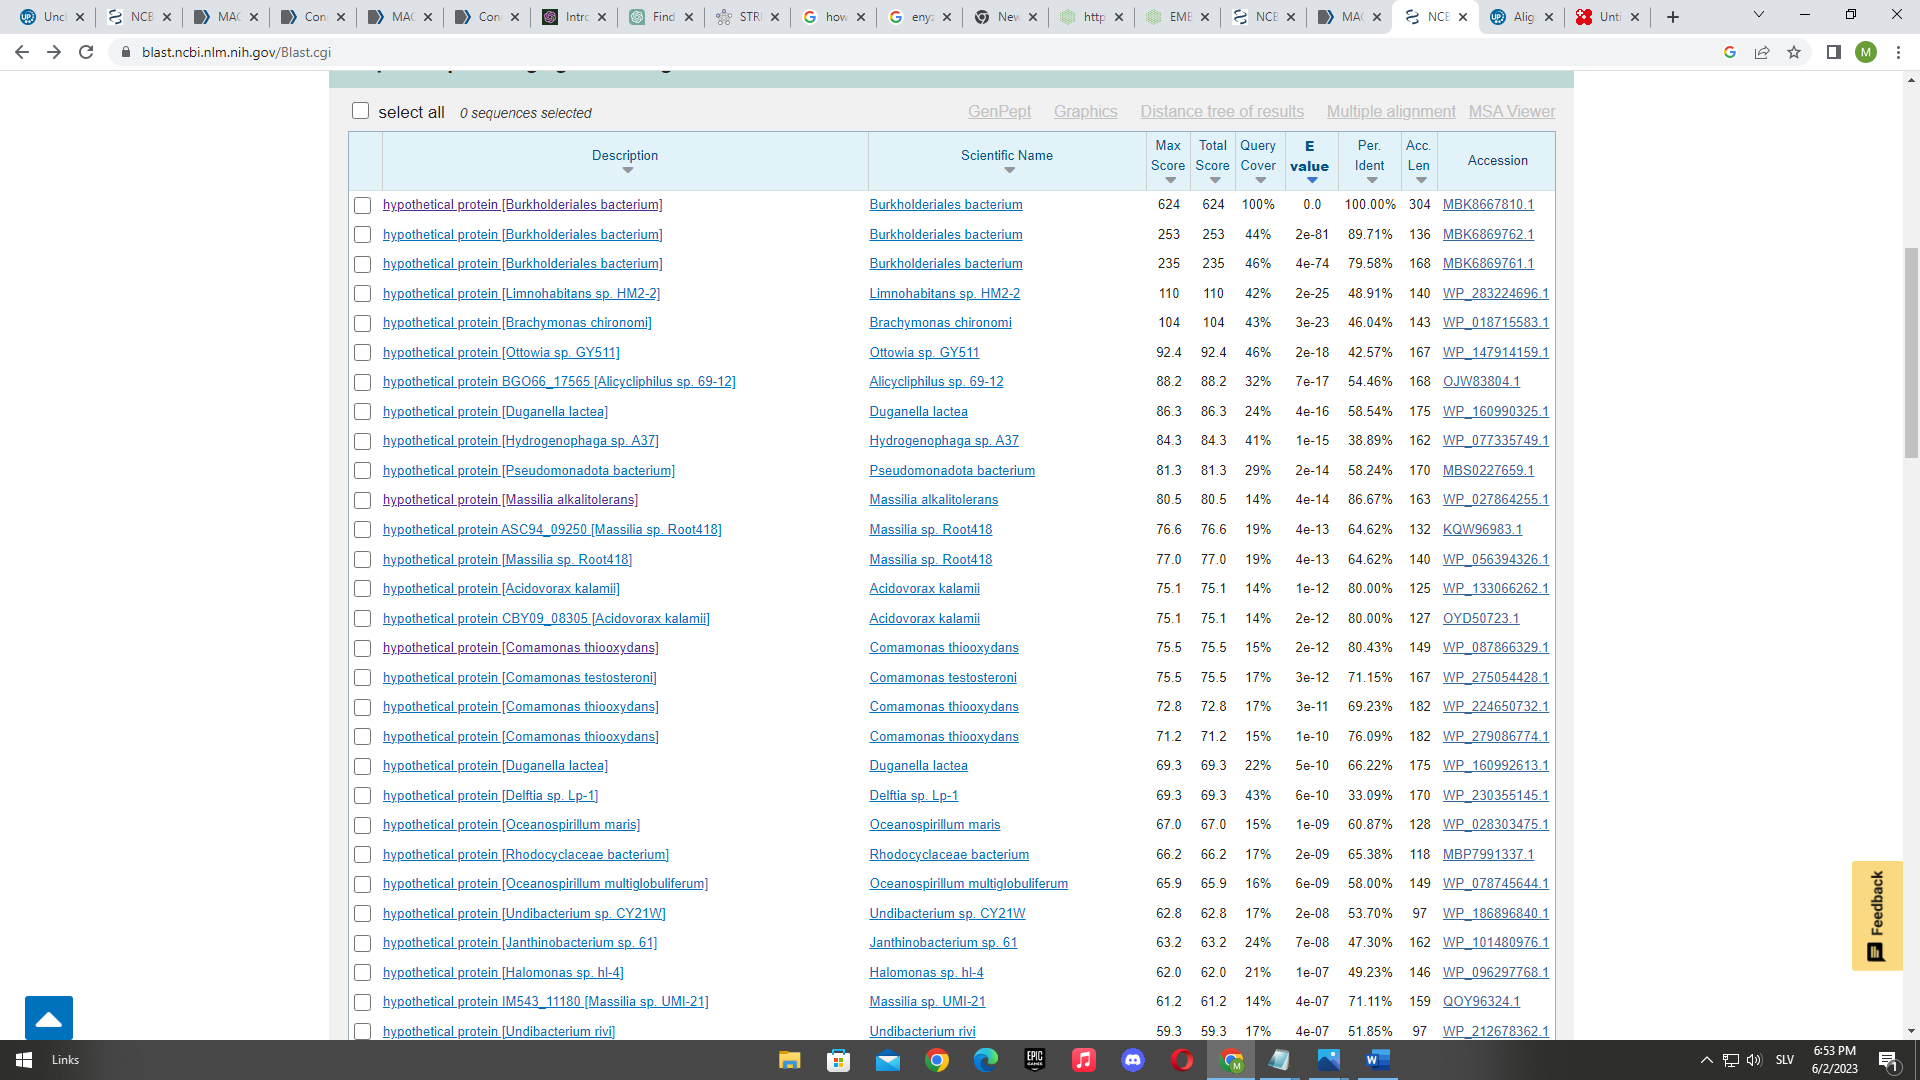 Uncl
NCB
MAC
Con
MAC
Con
Intro
Find
STRI
how
eny
New
http
EME
NCE
MAC
NCE
Alig
Unti
blast.ncbi.nlm.nih.gov/Blast.cgi
M
select all 0 sequences selected GenPept Graphics Distance tree of results Multiple alignment MSA Viewer
Description Scientific Name Max Score Total Score Query Cover E value Per. Ident Acc. Len Accession
hypothetical protein [Burkholderiales bacterium] Burkholderiales bacterium 624 624 100% 0.0 100.00% 304 MBK8667810.1
hypothetical protein [Burkholderiales bacterium] Burkholderiales bacterium 253 253 44% 2e-81 89.71% 136 MBK6869762.1
hypothetical protein [Burkholderiales bacterium] Burkholderiales bacterium 235 235 46% 4e-74 79.58% 168 MBK6869761.1
hypothetical protein [Limnohabitans sp. HM2-2] Limnohabitans sp. HM2-2 110 110 42% 2e-25 48.91% 140 WP_283224696.1
hypothetical protein [Brachymonas chironomi] Brachymonas chironomi 104 104 43% 3e-23 46.04% 143 WP_018715583.1
hypothetical protein [Ottowia sp. GY511] Ottowia sp. GY511 92.4 92.4 46% 2e-18 42.57% 167 WP_147914159.1
hypothetical protein BGO66_17565 [Alicycliphilus sp. 69-12] Alicycliphilus sp. 69-12 88.2 88.2 32% 7e-17 54.46% 168 OJW83804.1
hypothetical protein [Duganella lactea] Duganella lactea 86.3 86.3 24% 4e-16 58.54% 175 WP_160990325.1
hypothetical protein [Hydrogenophaga sp. A37] Hydrogenophaga sp. A37 84.3 84.3 41% 1e-15 38.89% 162 WP_077335749.1
hypothetical protein [Pseudomonadota bacterium] Pseudomonadota bacterium 81.3 81.3 29% 2e-14 58.24% 170 MBS0227659.1
hypothetical protein [Massilia alkalitolerans] Massilia alkalitolerans 80.5 80.5 14% 4e-14 86.67% 163 WP_027864255.1
hypothetical protein ASC94_09250 [Massilia sp. Root418] Massilia sp. Root418 76.6 76.6 19% 4e-13 64.62% 132 KQW96983.1
hypothetical protein [Massilia sp. Root418] Massilia sp. Root418 77.0 77.0 19% 4e-13 64.62% 140 WP_056394326.1
hypothetical protein [Acidovorax kalamii] Acidovorax kalamii 75.1 75.1 14% 1e-12 80.00% 125 WP_133066262.1
hypothetical protein CBY09_08305 [Acidovorax kalamii] Acidovorax kalamii 75.1 75.1 14% 2e-12 80.00% 127 OYD50723.1
hypothetical protein [Comamonas thiooxydans] Comamonas thiooxydans 75.5 75.5 15% 2e-12 80.43% 149 WP_087866329.1
hypothetical protein [Comamonas testosteroni] Comamonas testosteroni 75.5 75.5 17% 3e-12 71.15% 167 WP_275054428.1
hypothetical protein [Comamonas thiooxydans] Comamonas thiooxydans 72.8 72.8 17% 3e-11 69.23% 182 WP_224650732.1
hypothetical protein [Comamonas thiooxydans] Comamonas thiooxydans 71.2 71.2 15% 1e-10 76.09% 182 WP_279086774.1
hypothetical protein [Duganella lactea] Duganella lactea 69.3 69.3 22% 5e-10 66.22% 175 WP_160992613.1
hypothetical protein [Delftia sp. Lp-1] Delftia sp. Lp-1 69.3 69.3 43% 6e-10 33.09% 170 WP_230355145.1
hypothetical protein [Oceanospirillum maris] Oceanospirillum maris 67.0 67.0 15% 1e-09 60.87% 128 WP_028303475.1
hypothetical protein [Rhodocyclaceae bacterium] Rhodocyclaceae bacterium 66.2 66.2 17% 2e-09 65.38% 118 MBP7991337.1
hypothetical protein [Oceanospirillum multiglobuliferum] Oceanospirillum multiglobuliferum 65.9 65.9 16% 6e-09 58.00% 149 WP_078745644.1
hypothetical protein [Undibacterium sp. CY21W] Undibacterium sp. CY21W 62.8 62.8 17% 2e-08 53.70% 97 WP_186896840.1
hypothetical protein [Janthinobacterium sp. 61] Janthinobacterium sp. 61 63.2 63.2 24% 7e-08 47.30% 162 WP_101480976.1
hypothetical protein [Halomonas sp. hl-4] Halomonas sp. hl-4 62.0 62.0 21% 1e-07 49.23% 146 WP_096297768.1
hypothetical protein IM543_11180 [Massilia sp. UMI-21] Massilia sp. UMI-21 61.2 61.2 14% 4e-07 71.11% 159 QOY96324.1
hypothetical protein [Undibacterium rivi] Undibacterium rivi 59.3 59.3 17% 4e-07 51.85% 97 WP_212678362.1
Feedback
Links
EPIC GAMES
SLV
6:53 PM
6/2/2023
1